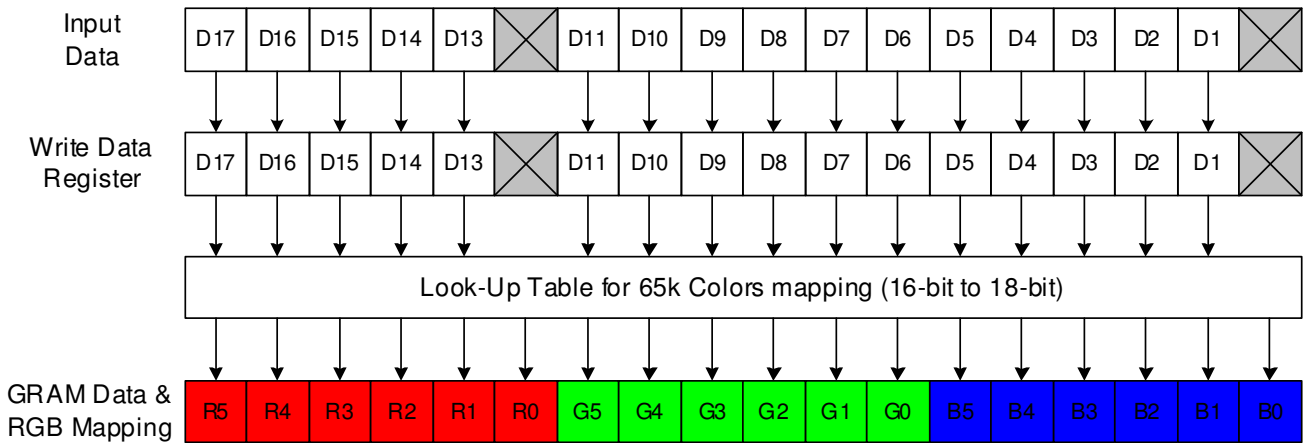 Input
Data
D17 D16 D15 D14 D13 D11 D10 D9 D8 D7 D6 D5 D4 D3 D2 D1
Write Data
Register
D17 D16 D15 D14 D13 D11 D10 D9 D8 D7 D6 D5 D4 D3 D2 D1
Look-Up Table for 65k Colors mapping (16-bit to 18-bit)
GRAM Data &
RGB Mapping
R5 R4 R3 R2 R1 R0 G5 G4 G3 G2 G1 G0 B5 B4 B3 B2 B1 B0